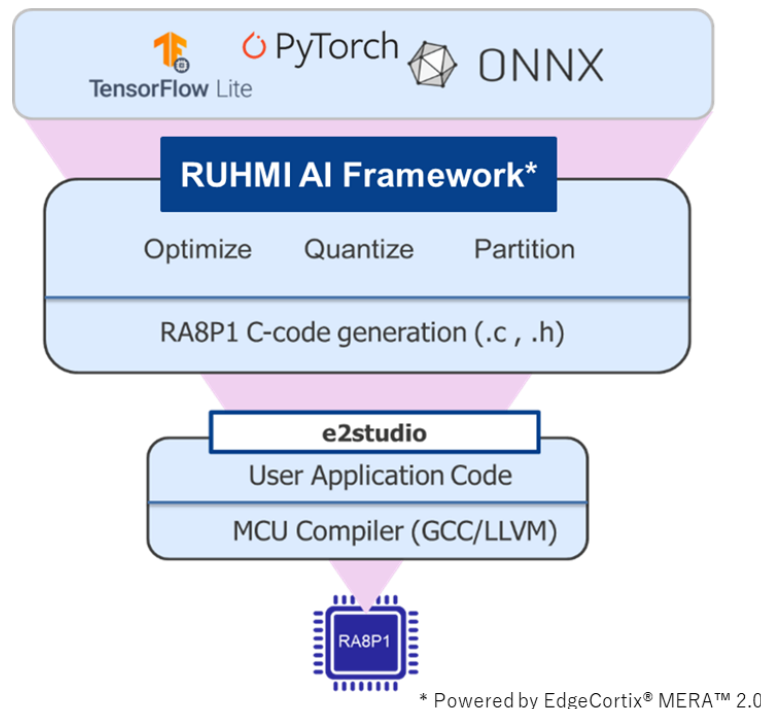 TensorFlow Lite
PyTorch
ONNX
RUHMI AI Framework*
Optimize Quantize Partition
RA8P1 C-code generation (.c , .h)
e2studio
User Application Code
MCU Compiler (GCC/LLVM)
RA8P1
* Powered by EdgeCortix® MERA™ 2.0